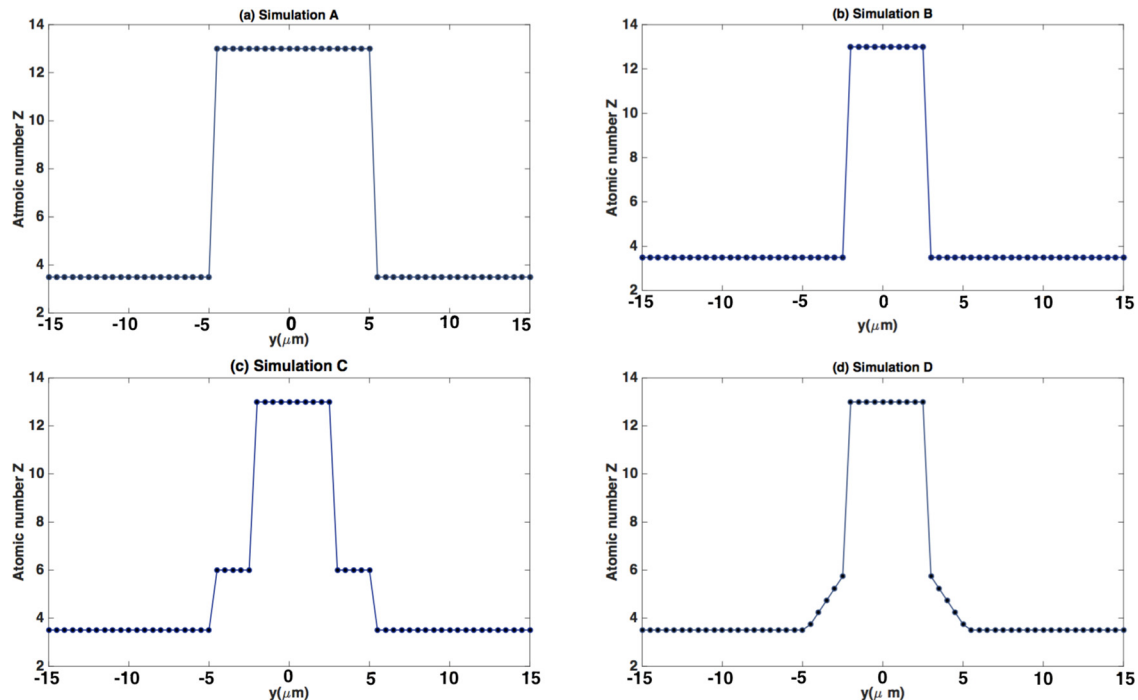 (a) Simulation A
14
12
10
8
6
4
2
Atmoic number Z
-15 -10 -5 0 5 10 15
y(μm)
(b) Simulation B
14
12
10
8
6
4
2
Atomic number Z
-15 -10 -5 0 5 10 15
y(μm)
(c) Simulation C
14
12
10
8
6
4
2
Atomic number Z
-15 -10 -5 0 5 10 15
y(μm)
(d) Simulation D
14
12
10
8
6
4
2
Atomic number Z
-15 -10 -5 0 5 10 15
y(μ m)